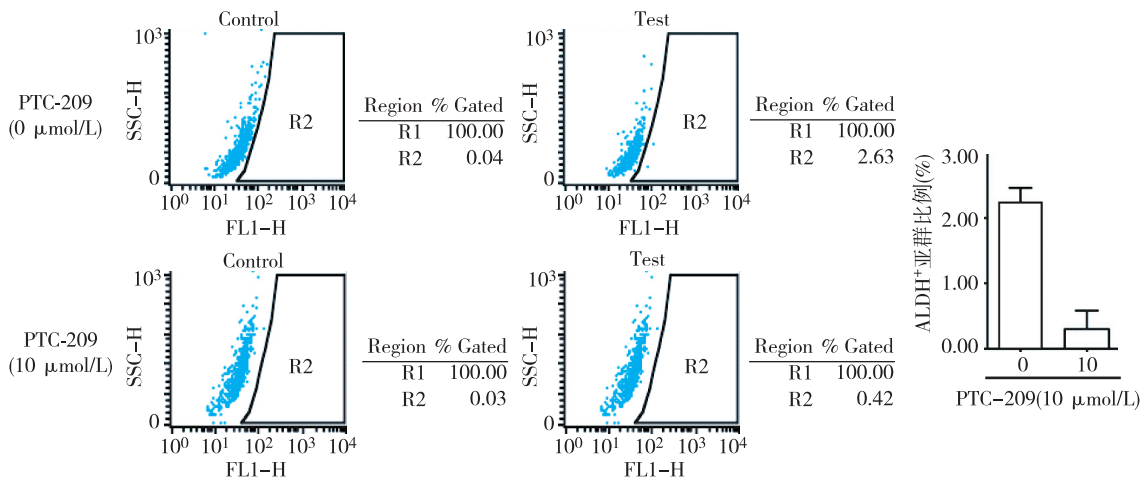 Control
10³
SSC-H
0
R2
10⁰ 10¹ 10² 10³ 10⁴
FL1-H
PTC-209
(0 μmol/L)
Region % Gated
R1 100.00
R2 0.04
Test
10³
SSC-H
0
R2
10⁰ 10¹ 10² 10³ 10⁴
FL1-H
Region % Gated
R1 100.00
R2 2.63
Control
10³
SSC-H
0
R2
10⁰ 10¹ 10² 10³ 10⁴
FL1-H
PTC-209
(10 μmol/L)
Region % Gated
R1 100.00
R2 0.03
Test
10³
SSC-H
0
R2
10⁰ 10¹ 10² 10³ 10⁴
FL1-H
Region % Gated
R1 100.00
R2 0.42
ALDH⁺亚群比例(%)
3.00
2.00
1.00
0.00
0 10
PTC-209(10 μmol/L)